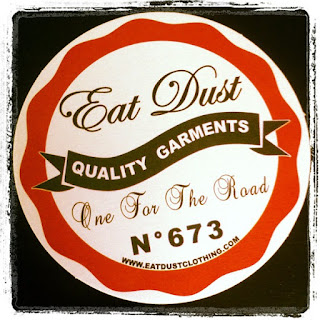 Eat Dust
QUALITY GARMENTS
One For The Road
N°673
WWW.EATDUSTCLOTHING.COM